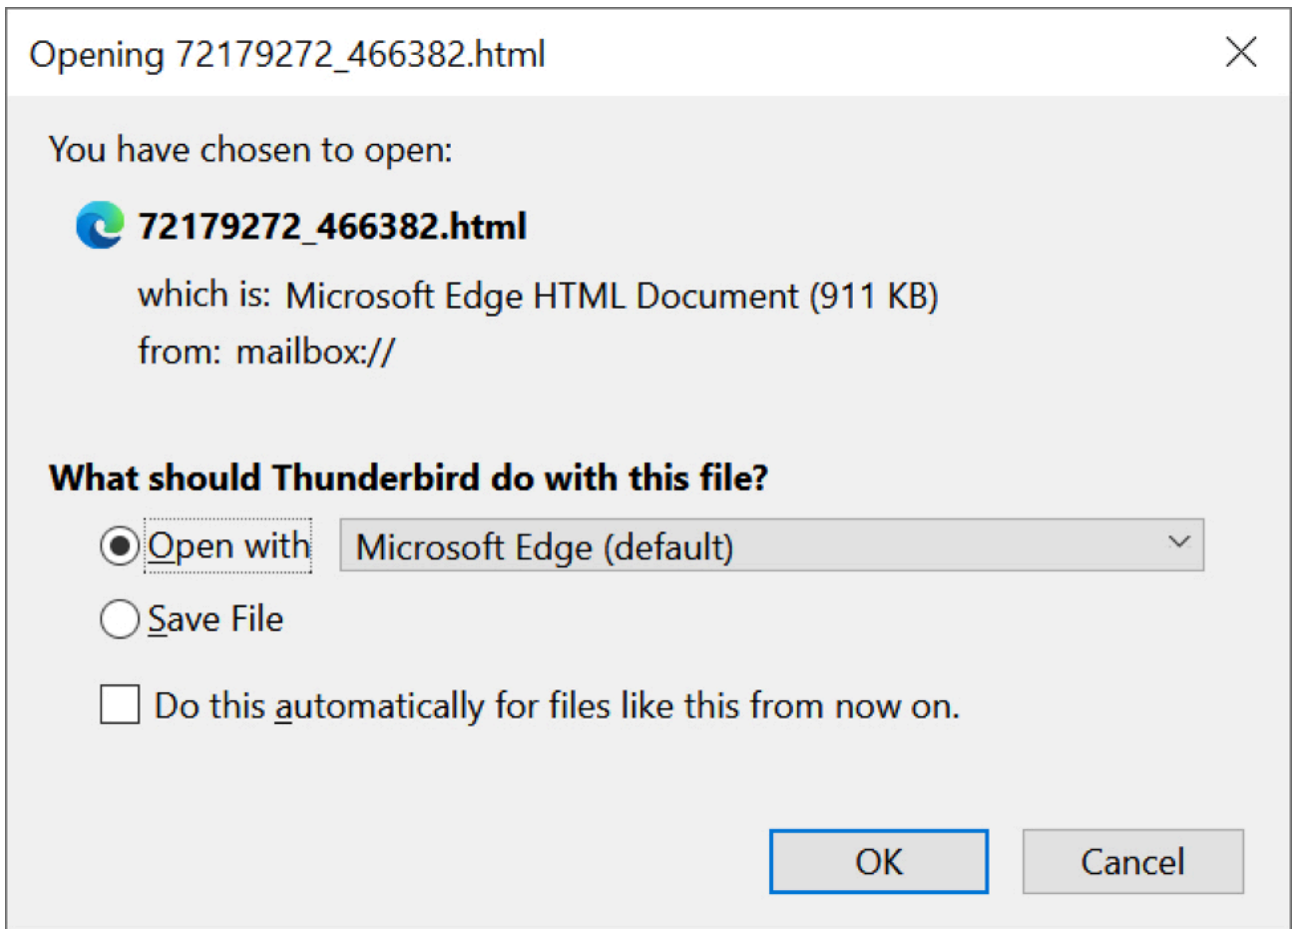 Opening 72179272_466382.html
You have chosen to open:
72179272_466382.html
which is: Microsoft Edge HTML Document (911 KB)
from: mailbox://
What should Thunderbird do with this file?
Open with Microsoft Edge (default)
Save File
Do this automatically for files like this from now on.
OK Cancel